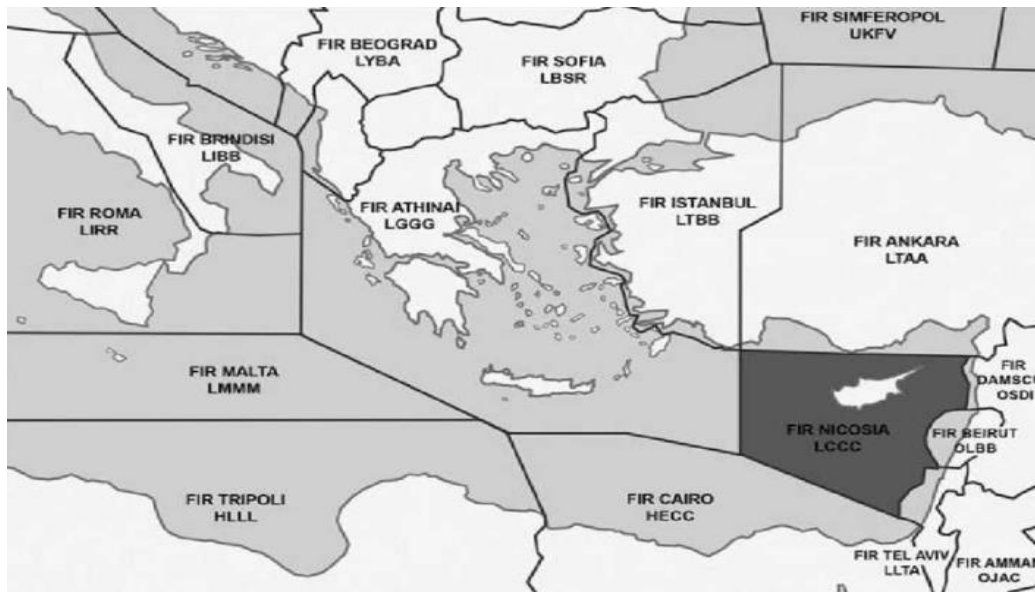 FIR SIMFEROPOL
UKFV
FIR BEOGRAD
LYBA
FIR SOFIA
LBSR
FIR BRINDISI
LIBB
FIR ROMA
LIRR
FIR ATHINAI
LGGG
FIR ISTANBUL
LTBB
FIR ANKARA
LTAA
FIR MALTA
LMMM
FIR
DAMSCU
OSDI
FIR NICOSIA
LCCC
FIR BEIRUT
OLBB
FIR TRIPOLI
HLLL
FIR CAIRO
HECC
FIR TEL AVIV
LLTA
FIR AMMAN
OJAC